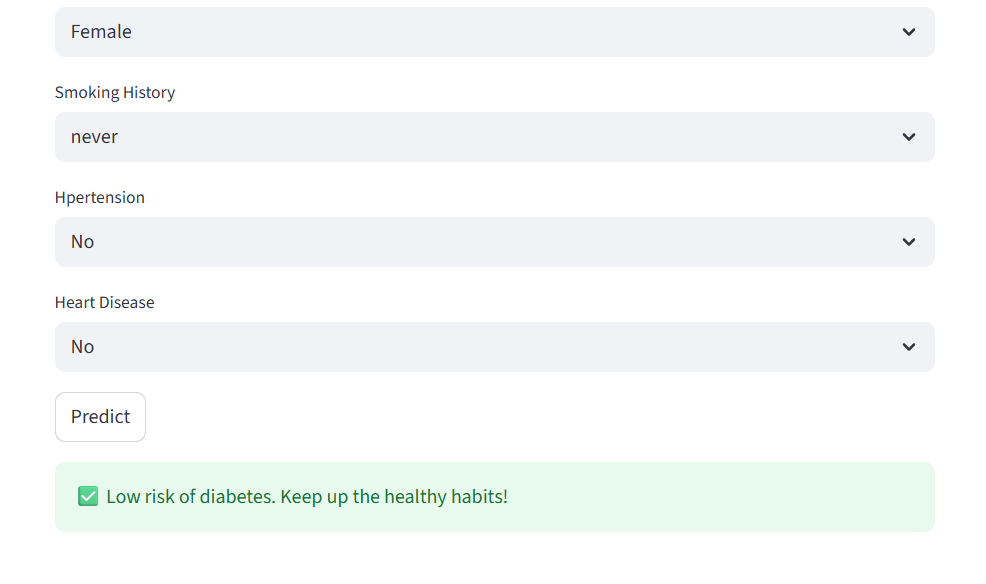 Female
Smoking History
never
Hpertension
No
Heart Disease
No
Predict
✅ Low risk of diabetes. Keep up the healthy habits!